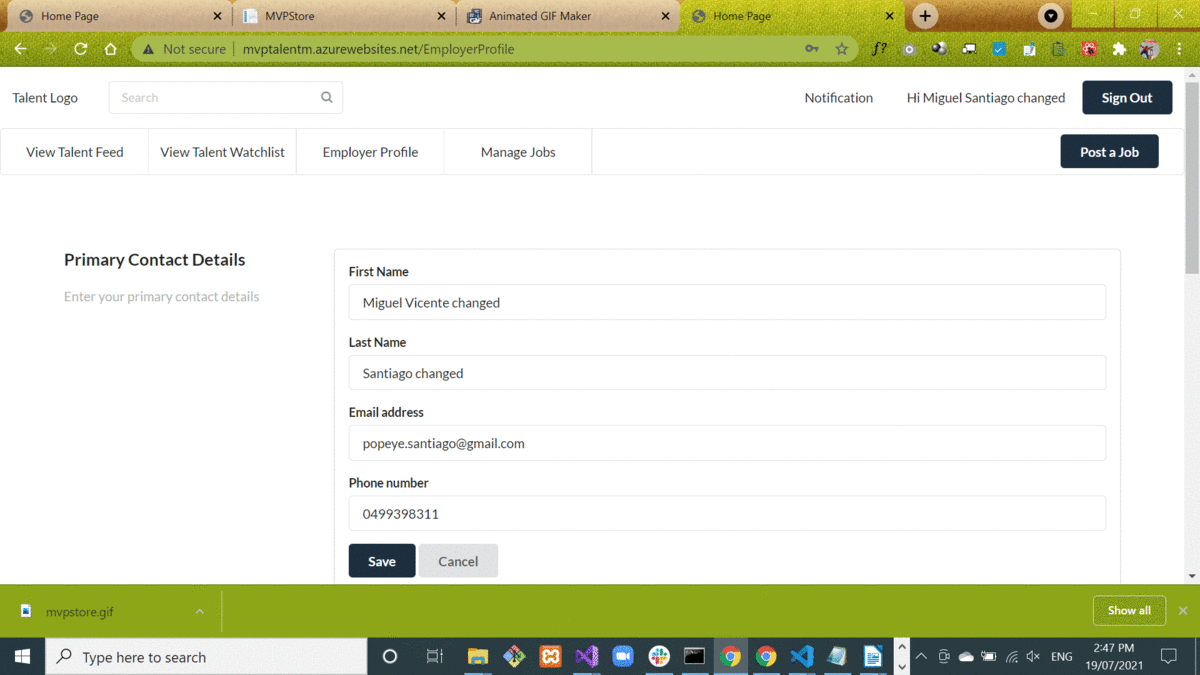 Home Page
MVPStore
Animated GIF Maker
Home Page
Not secure mvptalentm.azurewebsites.net/EmployerProfile
f?
Talent Logo
Search
Notification
Hi Miguel Santiago changed
Sign Out
View Talent Feed
View Talent Watchlist
Employer Profile
Manage Jobs
Post a Job
Primary Contact Details
Enter your primary contact details
First Name
Miguel Vicente changed
Last Name
Santiago changed
Email address
popeye.santiago@gmail.com
Phone number
0499398311
Save
Cancel
mvpstore.gif
Show all
Type here to search
ENG
2:47 PM
19/07/2021